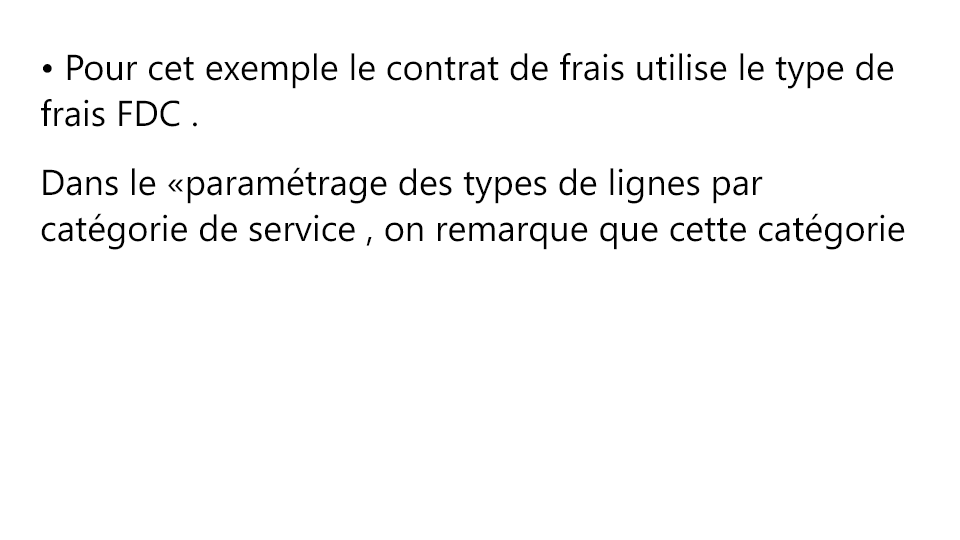 • Pour cet exemple le contrat de frais utilise le type de
frais FDC .
Dans le «paramétrage des types de lignes par
catégorie de service , on remarque que cette catégorie